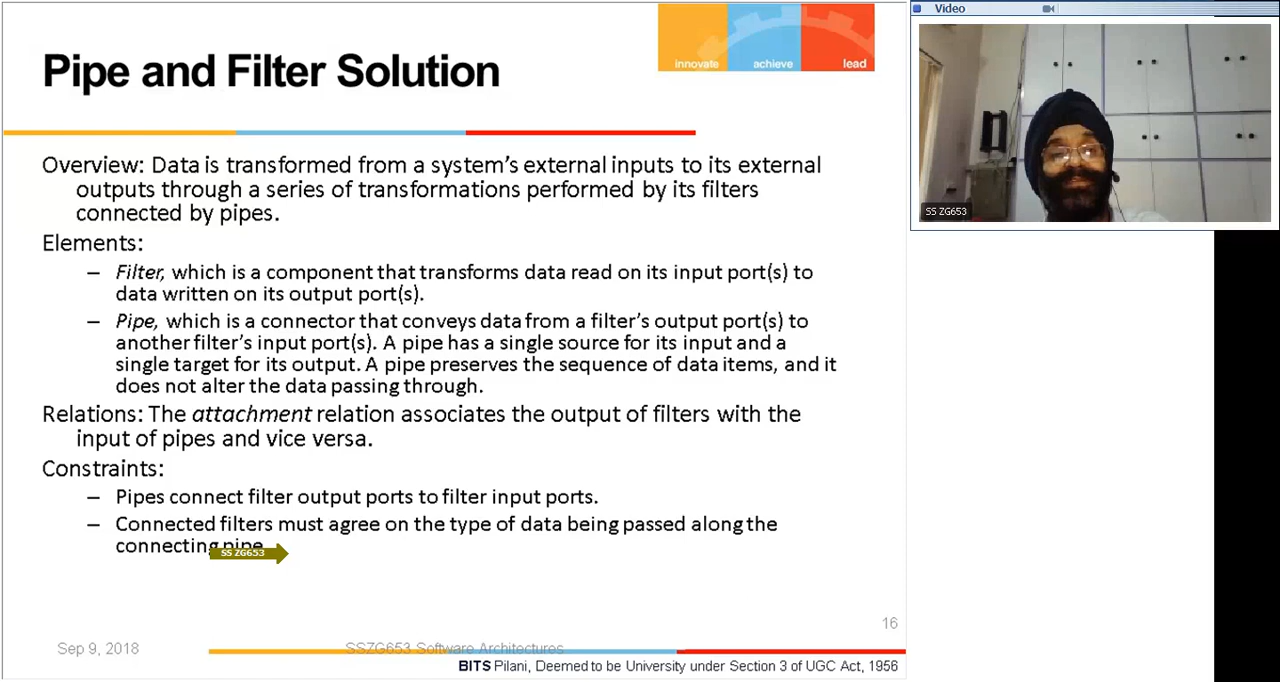 Pipe and Filter Solution
innovate achieve lead
Overview: Data is transformed from a system’s external inputs to its external
outputs through a series of transformations performed by its filters
connected by pipes.
Elements:
– Filter, which is a component that transforms data read on its input port(s) to
data written on its output port(s).
– Pipe, which is a connector that conveys data from a filter’s output port(s) to
another filter’s input port(s). A pipe has a single source for its input and a
single target for its output. A pipe preserves the sequence of data items, and it
does not alter the data passing through.
Relations: The attachment relation associates the output of filters with the
input of pipes and vice versa.
Constraints:
– Pipes connect filter output ports to filter input ports.
– Connected filters must agree on the type of data being passed along the
connecting pipe.
SS ZG653
16
Sep 9, 2018
SSZG653 Software Architectures
BITS Pilani, Deemed to be University under Section 3 of UGC Act, 1956
Video
SS ZG653